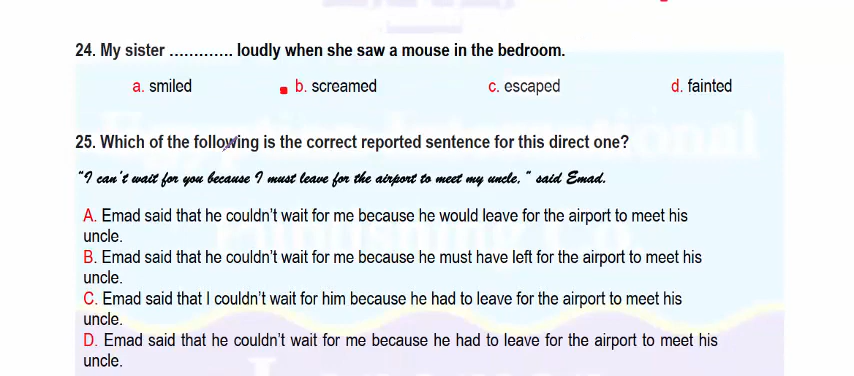 24. My sister ............. loudly when she saw a mouse in the bedroom.
a. smiled b. screamed c. escaped d. fainted
25. Which of the following is the correct reported sentence for this direct one?
"I can't wait for you because I must leave for the airport to meet my uncle," said Emad.
A. Emad said that he couldn't wait for me because he would leave for the airport to meet his
uncle.
B. Emad said that he couldn't wait for me because he must have left for the airport to meet his
uncle.
C. Emad said that I couldn't wait for him because he had to leave for the airport to meet his
uncle.
D. Emad said that he couldn't wait for me because he had to leave for the airport to meet his
uncle.